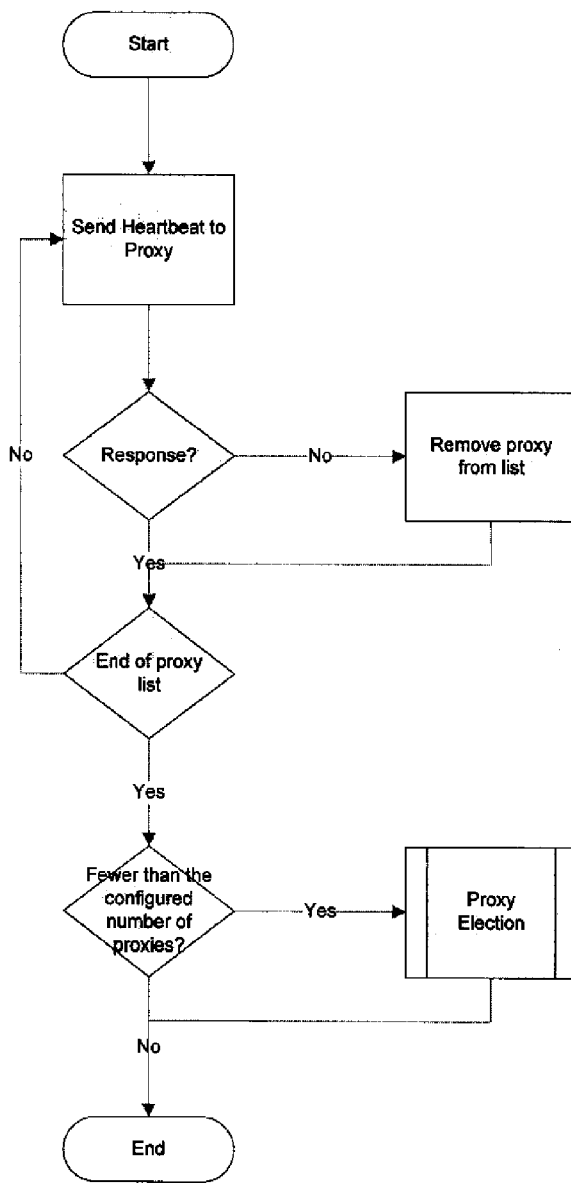 Start
Send Heartbeat to
Proxy
Response?
No
Remove proxy
from list
No
Yes
End of proxy
list
Yes
Fewer than the
configured
number of
proxies?
Yes
Proxy
Election
No
End